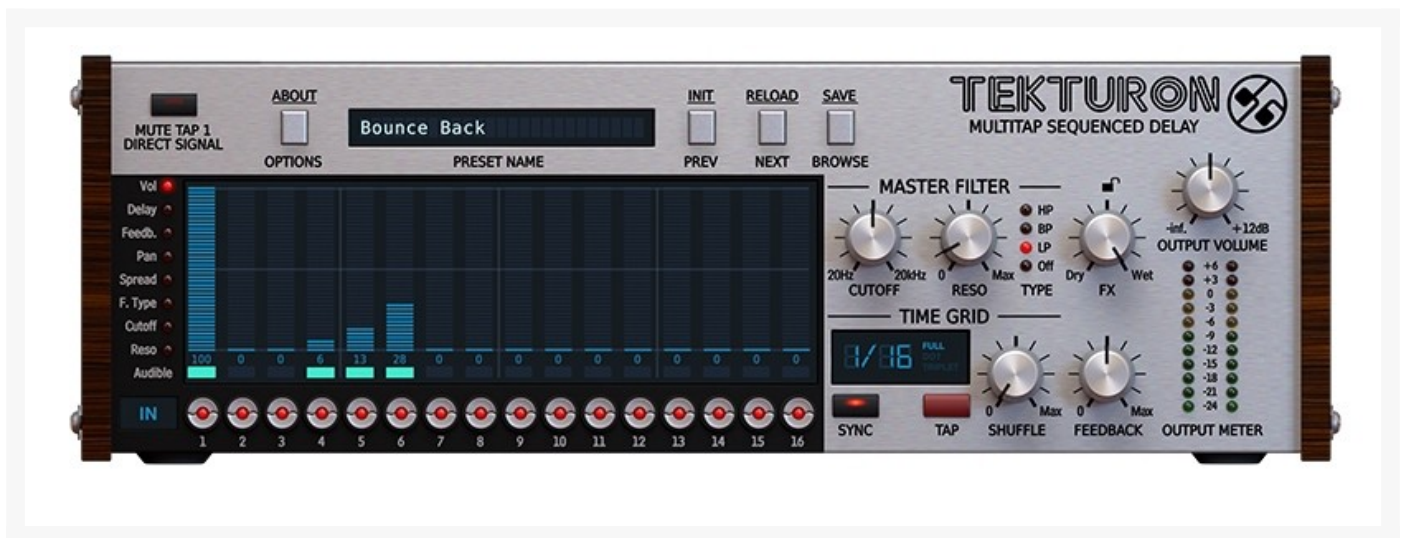 TEKTURON
MULTITAP SEQUENCED DELAY
MUTE TAP 1
DIRECT SIGNAL
ABOUT
OPTIONS
Bounce Back
PRESET NAME
INIT
PREV
RELOAD
NEXT
SAVE
BROWSE
Vol
Delay
Feedb.
Pan
Spread
F. Type
Cutoff
Reso
Audible
100 0 0 6 13 28 0 0 0 0 0 0 0 0 0 0
IN
1 2 3 4 5 6 7 8 9 10 11 12 13 14 15 16
MASTER FILTER
20Hz 20kHz
CUTOFF
0 Max
RESO
HP
BP
LP
Off
TYPE
Dry Wet
FX
-inf. +12dB
OUTPUT VOLUME
TIME GRID
1/16
FULL
DOT
TRIPLET
SYNC
TAP
0 Max
SHUFFLE
0 Max
FEEDBACK
+6
+3
0
-3
-6
-9
-12
-15
-18
-21
-24
OUTPUT METER